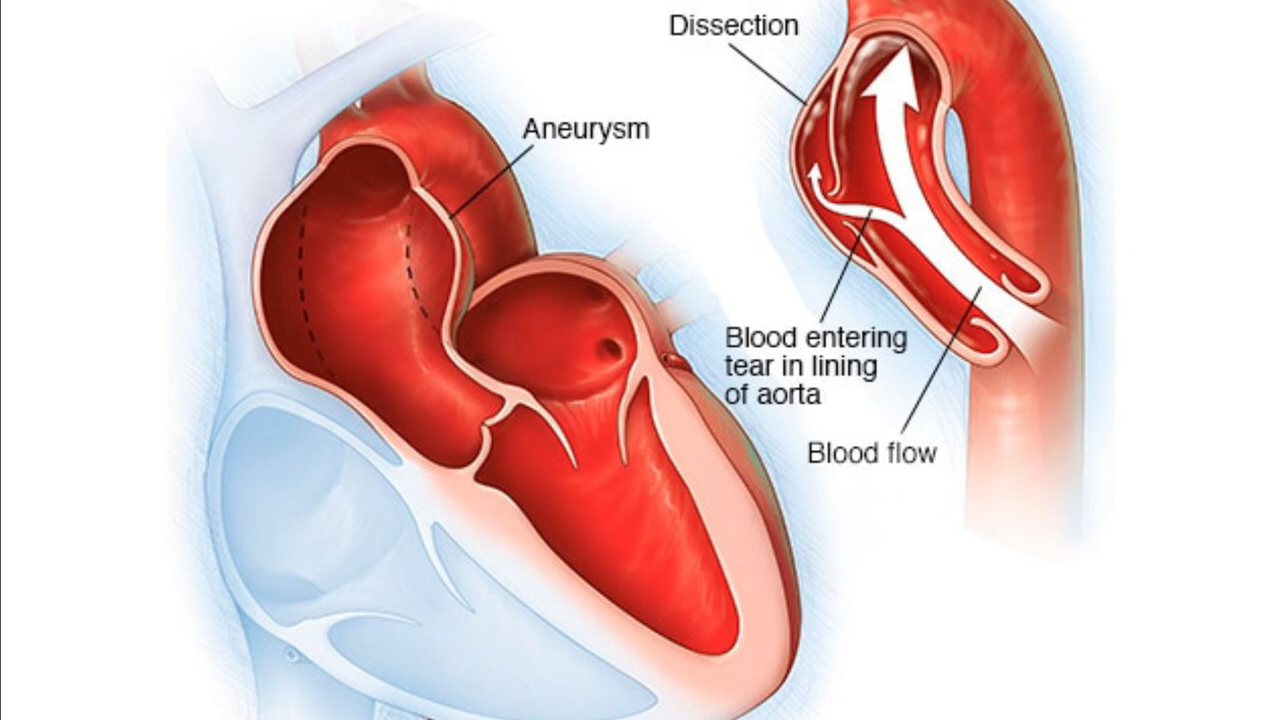 Dissection
Aneurysm
Blood entering
tear in lining
of aorta
Blood flow